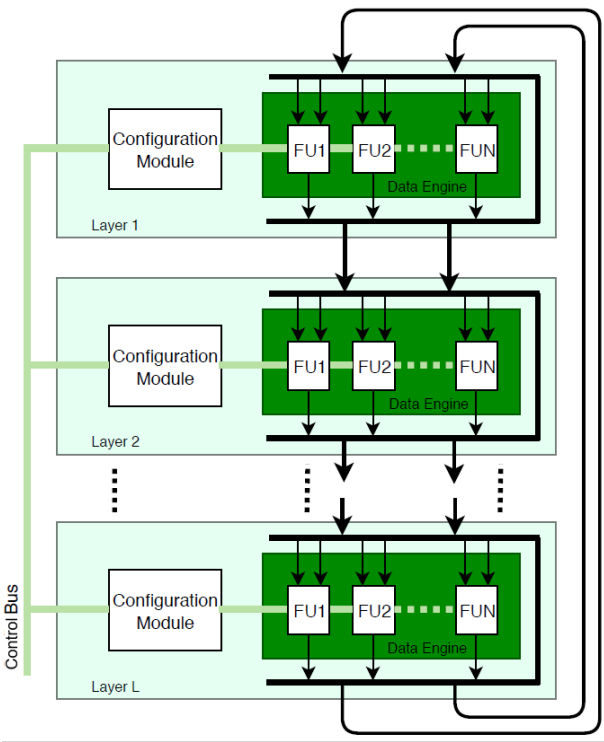 Configuration
Module
FU1
FU2
FUN
Data Engine
Layer 1
Configuration
Module
FU1
FU2
FUN
Data Engine
Layer 2
Configuration
Module
FU1
FU2
FUN
Data Engine
Layer L
Control Bus